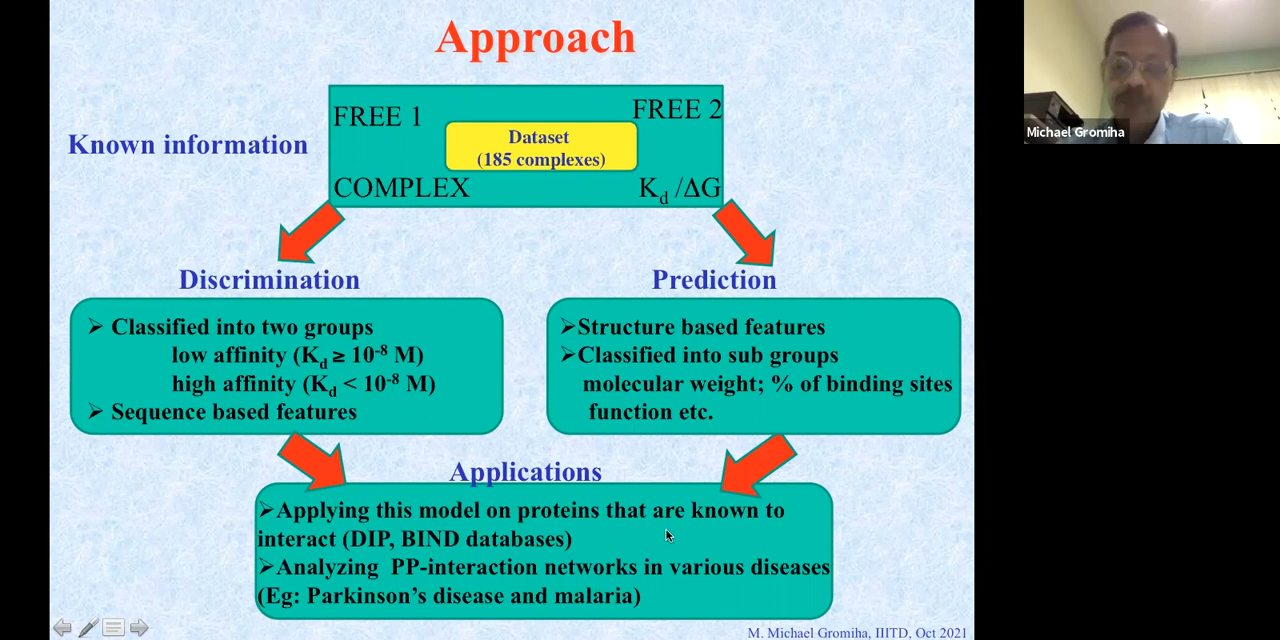 Approach
Known information
FREE 1
FREE 2
Dataset
(185 complexes)
COMPLEX
Kd /ΔG
Discrimination
➢ Classified into two groups
low affinity (Kd ≥ 10-8 M)
high affinity (Kd < 10-8 M)
➢ Sequence based features
Prediction
➢Structure based features
➢Classified into sub groups
molecular weight; % of binding sites
function etc.
Applications
➢Applying this model on proteins that are known to
interact (DIP, BIND databases)
➢Analyzing PP-interaction networks in various diseases
(Eg: Parkinson's disease and malaria)
M. Michael Gromiha, IIITD, Oct 2021
Michael Gromiha